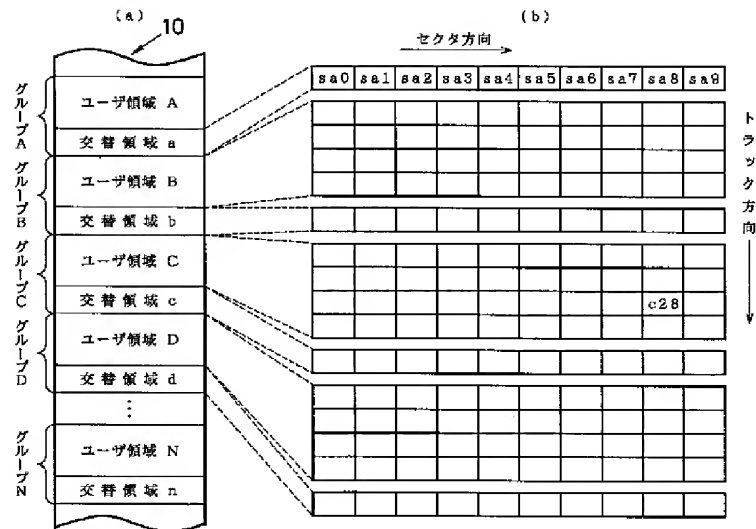 (a)
10
グループA
ユーザ領域 A
交替領域 a
グループB
ユーザ領域 B
交替領域 b
グループC
ユーザ領域 C
交替領域 c
グループD
ユーザ領域 D
交替領域 d
⋮
グループN
ユーザ領域 N
交替領域 n
(b)
セクタ方向
sa0 sa1 sa2 sa3 sa4 sa5 sa6 sa7 sa8 sa9
c28
トラック方向